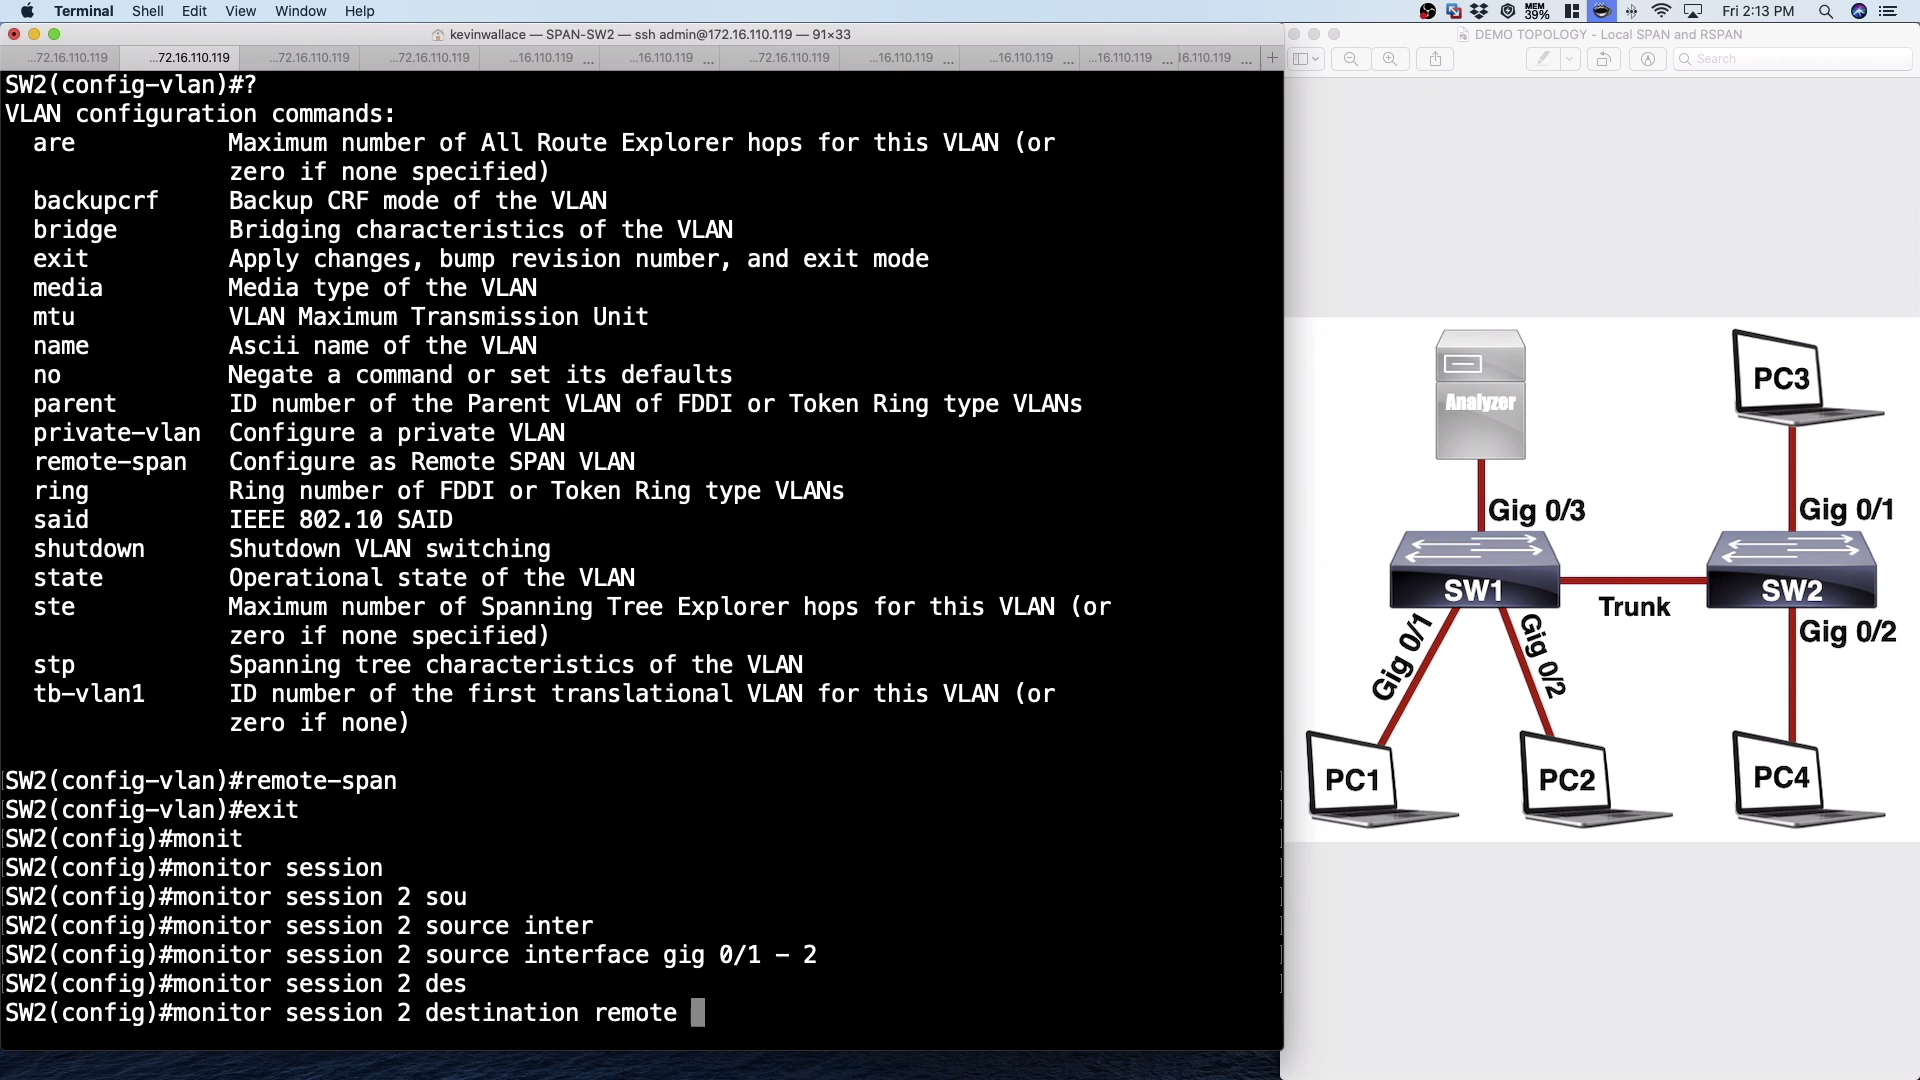 Terminal Shell Edit View Window Help
MEM 39% Fri 2:13 PM
kevinwallace — SPAN-SW2 — ssh admin@172.16.110.119 — 91×33
DEMO TOPOLOGY - Local SPAN and RSPAN
...72.16.110.119 ...72.16.110.119 ...72.16.110.119 ...72.16.110.119 ...16.110.119 ... ...16.110.119 ... ...72.16.110.119 ...16.110.119 ... ...16.110.119 ... ...16.110.119 ... 16.110.119 ... +
Search
SW2(config-vlan)#?
VLAN configuration commands:
are Maximum number of All Route Explorer hops for this VLAN (or
zero if none specified)
backupcrf Backup CRF mode of the VLAN
bridge Bridging characteristics of the VLAN
exit Apply changes, bump revision number, and exit mode
media Media type of the VLAN
mtu VLAN Maximum Transmission Unit
name Ascii name of the VLAN
no Negate a command or set its defaults
parent ID number of the Parent VLAN of FDDI or Token Ring type VLANs
private-vlan Configure a private VLAN
remote-span Configure as Remote SPAN VLAN
ring Ring number of FDDI or Token Ring type VLANs
said IEEE 802.10 SAID
shutdown Shutdown VLAN switching
state Operational state of the VLAN
ste Maximum number of Spanning Tree Explorer hops for this VLAN (or
zero if none specified)
stp Spanning tree characteristics of the VLAN
tb-vlan1 ID number of the first translational VLAN for this VLAN (or
zero if none)
SW2(config-vlan)#remote-span
SW2(config-vlan)#exit
SW2(config)#monit
SW2(config)#monitor session
SW2(config)#monitor session 2 sou
SW2(config)#monitor session 2 source inter
SW2(config)#monitor session 2 source interface gig 0/1 - 2
SW2(config)#monitor session 2 des
SW2(config)#monitor session 2 destination remote
PC3
Analyzer
Gig 0/3
Gig 0/1
SW1
SW2
Trunk
Gig 0/1
Gig 0/2
Gig 0/2
PC1
PC2
PC4